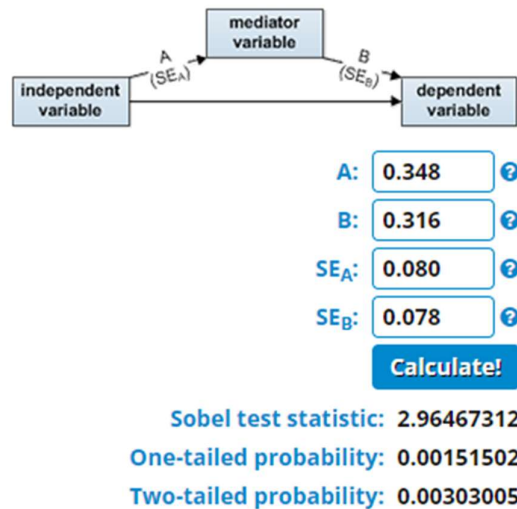 mediator
variable
A
(SEA)
B
(SEB)
independent
variable
dependent
variable
A: 0.348 ?
B: 0.316 ?
SEA: 0.080 ?
SEB: 0.078 ?
Calculate!
Sobel test statistic: 2.96467312
One-tailed probability: 0.00151502
Two-tailed probability: 0.00303005